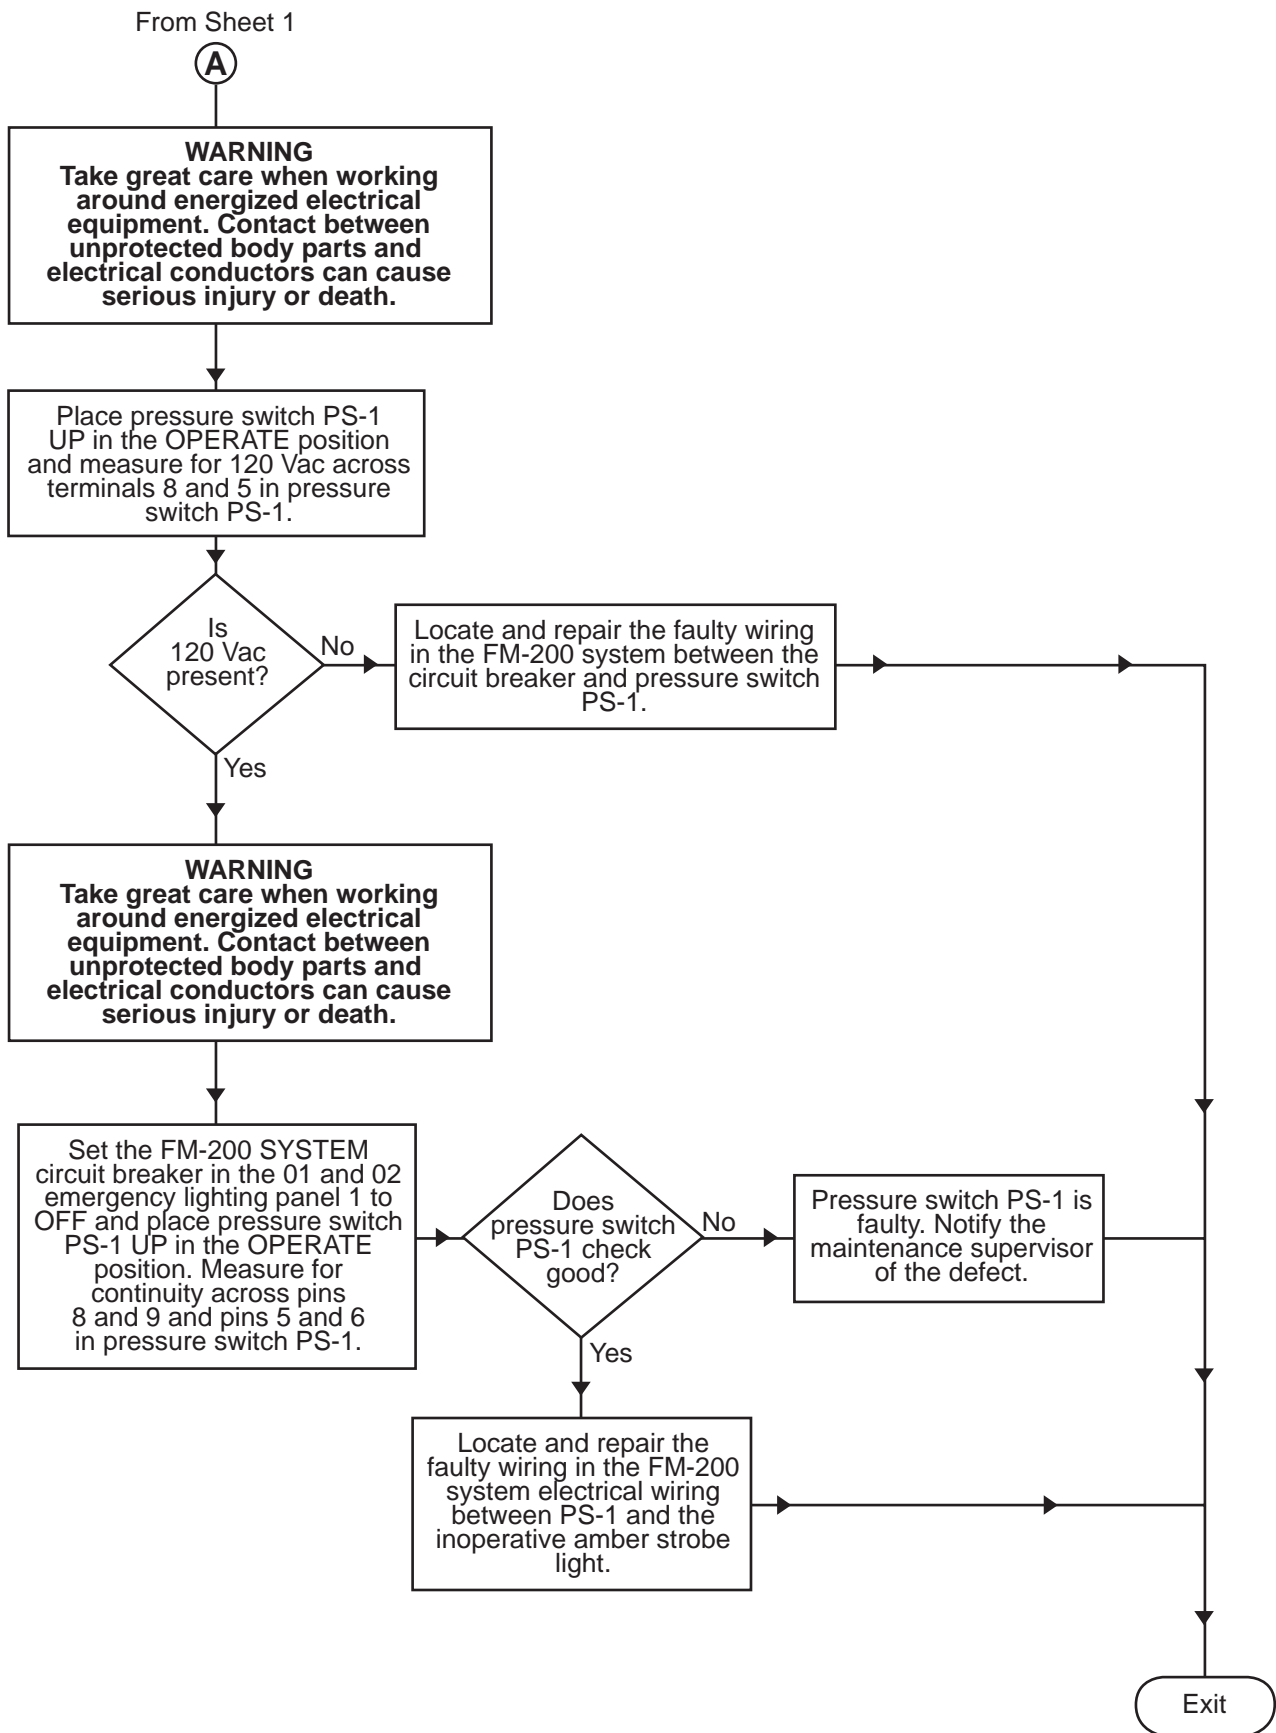 From Sheet 1
A
WARNING
Take great care when working
around energized electrical
equipment. Contact between
unprotected body parts and
electrical conductors can cause
serious injury or death.
Place pressure switch PS-1
UP in the OPERATE position
and measure for 120 Vac across
terminals 8 and 5 in pressure
switch PS-1.
Is
120 Vac
present?
No
Locate and repair the faulty wiring
in the FM-200 system between the
circuit breaker and pressure switch
PS-1.
Yes
WARNING
Take great care when working
around energized electrical
equipment. Contact between
unprotected body parts and
electrical conductors can cause
serious injury or death.
Set the FM-200 SYSTEM
circuit breaker in the 01 and 02
emergency lighting panel 1 to
OFF and place pressure switch
PS-1 UP in the OPERATE
position. Measure for
continuity across pins
8 and 9 and pins 5 and 6
in pressure switch PS-1.
Does
pressure switch
PS-1 check
good?
No
Pressure switch PS-1 is
faulty. Notify the
maintenance supervisor
of the defect.
Yes
Locate and repair the
faulty wiring in the FM-200
system electrical wiring
between PS-1 and the
inoperative amber strobe
light.
Exit